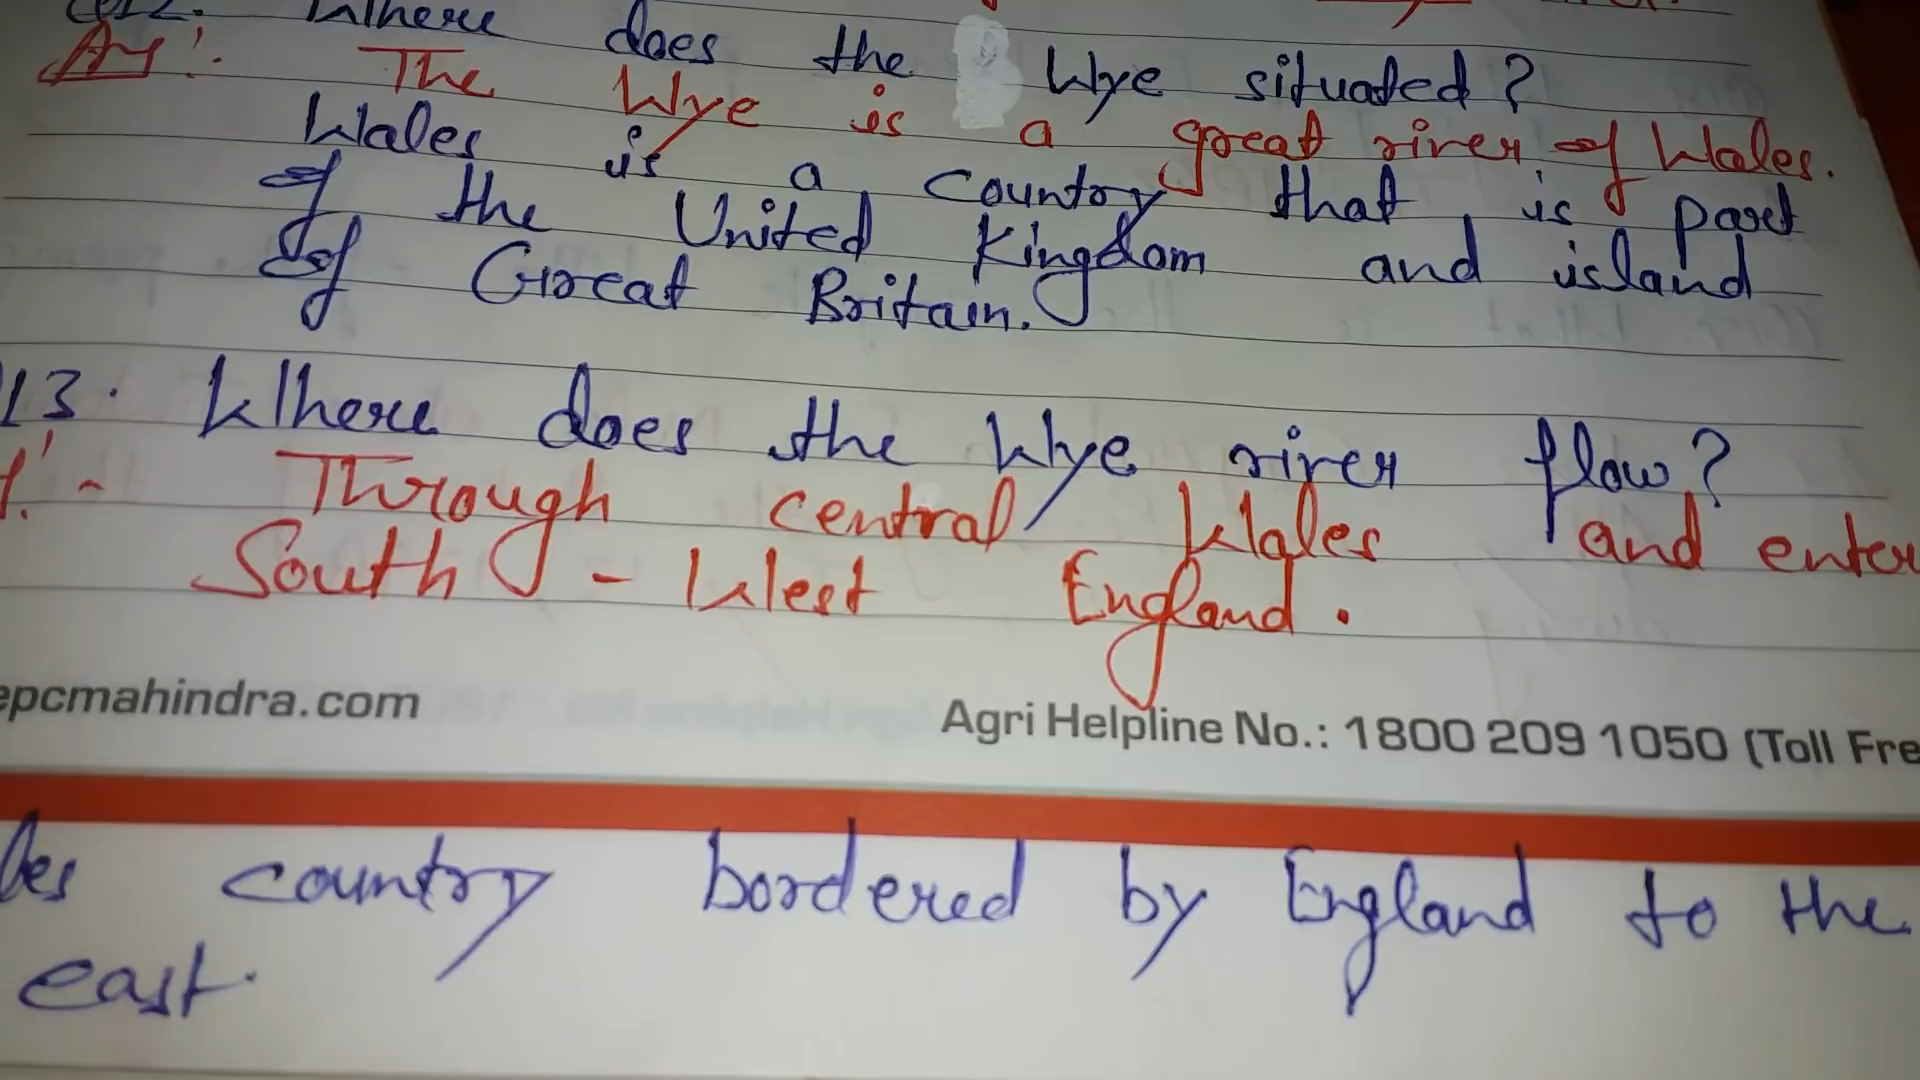 Q12. Where does the Wye situated?
Ans:. The Wye is a great river of Wales.
Wales is a country that is part
of the United Kingdom and island
of Great Britain.
13. Where does the Wye river flow?
Through central Wales and enter
South - West England.
epcmahindra.com
Agri Helpline No.: 1800 209 1050 (Toll Fre
les country bordered by England to the
east.